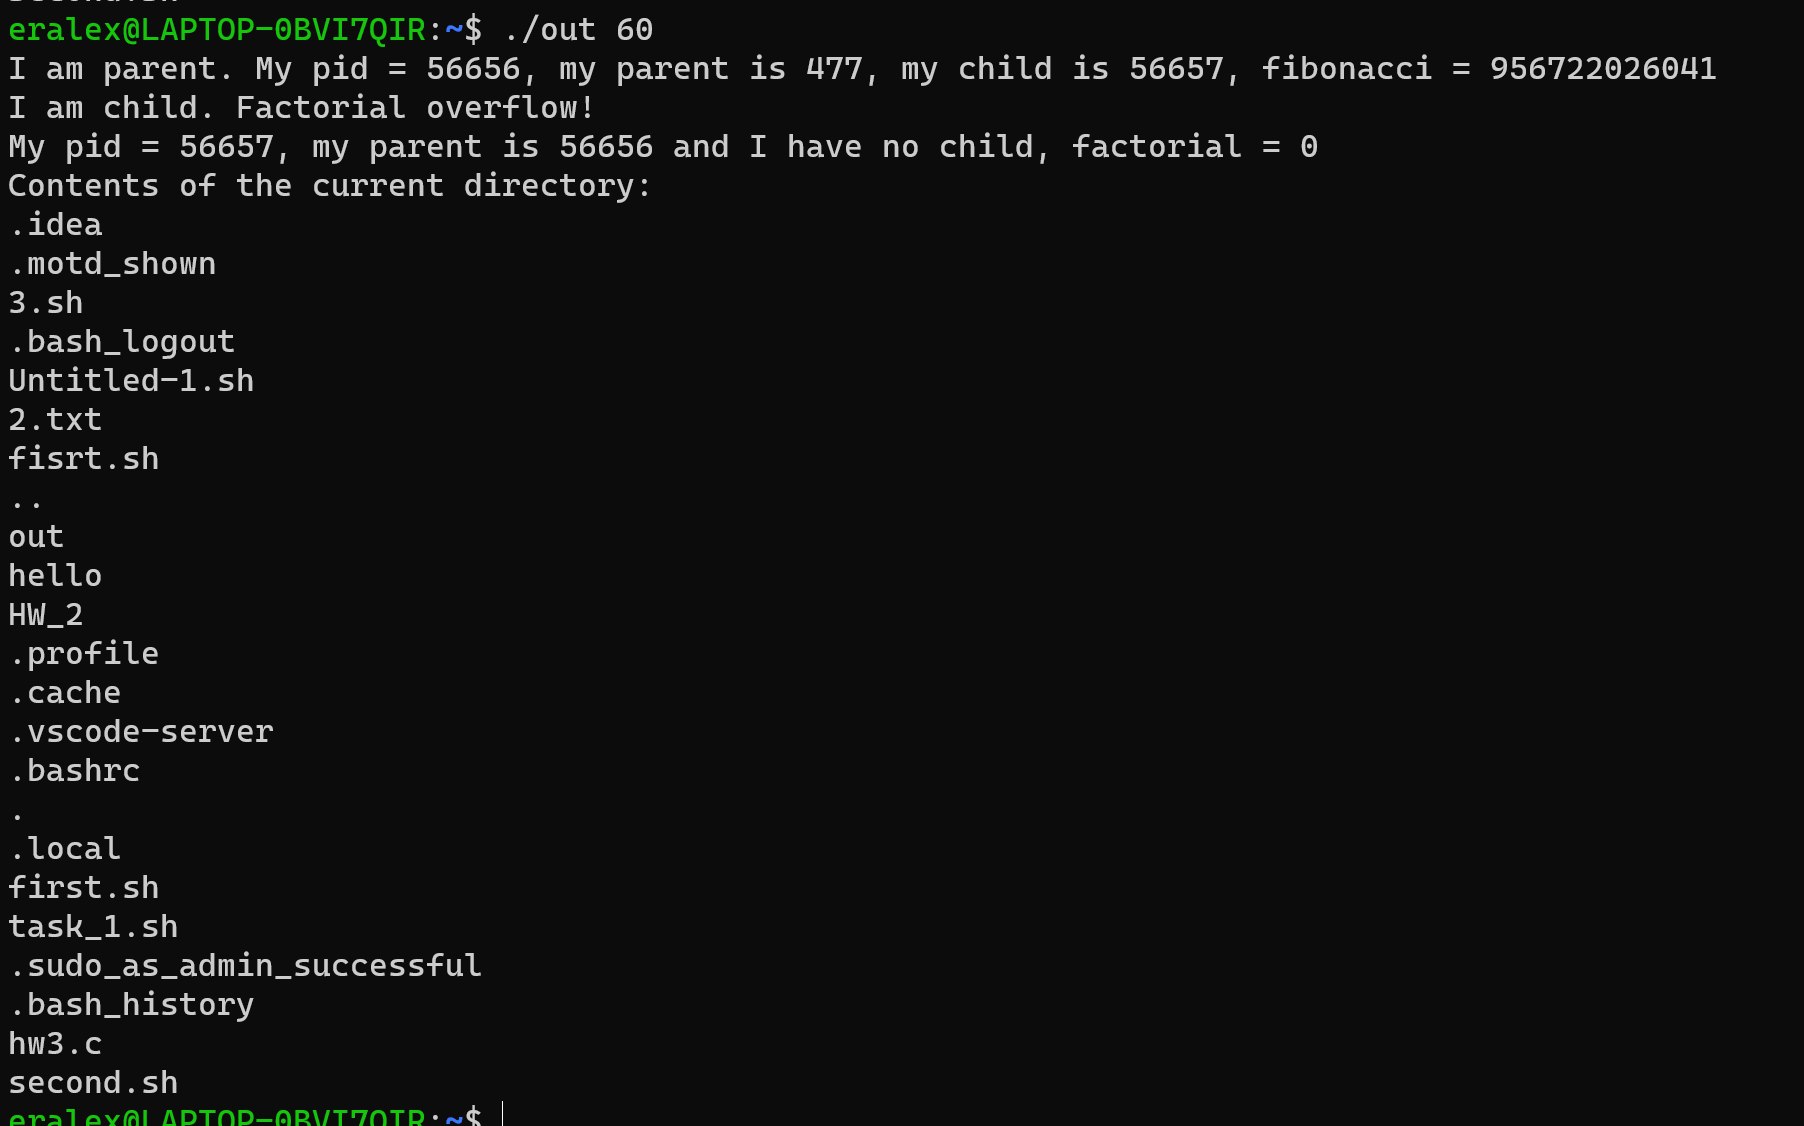 eralex@LAPTOP-0BVI7QIR:~$ ./out 60
I am parent. My pid = 56656, my parent is 477, my child is 56657, fibonacci = 956722026041
I am child. Factorial overflow!
My pid = 56657, my parent is 56656 and I have no child, factorial = 0
Contents of the current directory:
.idea
.motd_shown
3.sh
.bash_logout
Untitled-1.sh
2.txt
fisrt.sh
..
out
hello
HW_2
.profile
.cache
.vscode-server
.bashrc
.
.local
first.sh
task_1.sh
.sudo_as_admin_successful
.bash_history
hw3.c
second.sh
eralex@LAPTOP-0BVI7QIR:~$